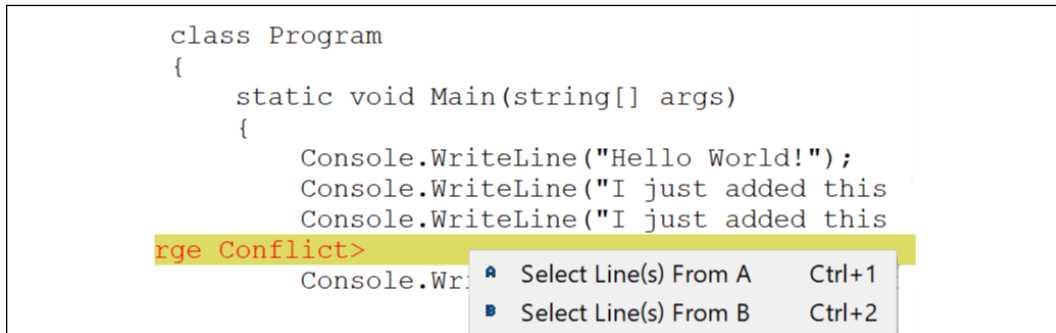 class Program
{
static void Main(string[] args)
{
Console.WriteLine("Hello World!");
Console.WriteLine("I just added this
Console.WriteLine("I just added this
rge Conflict>
Console.Wr
Select Line(s) From A Ctrl+1
Select Line(s) From B Ctrl+2